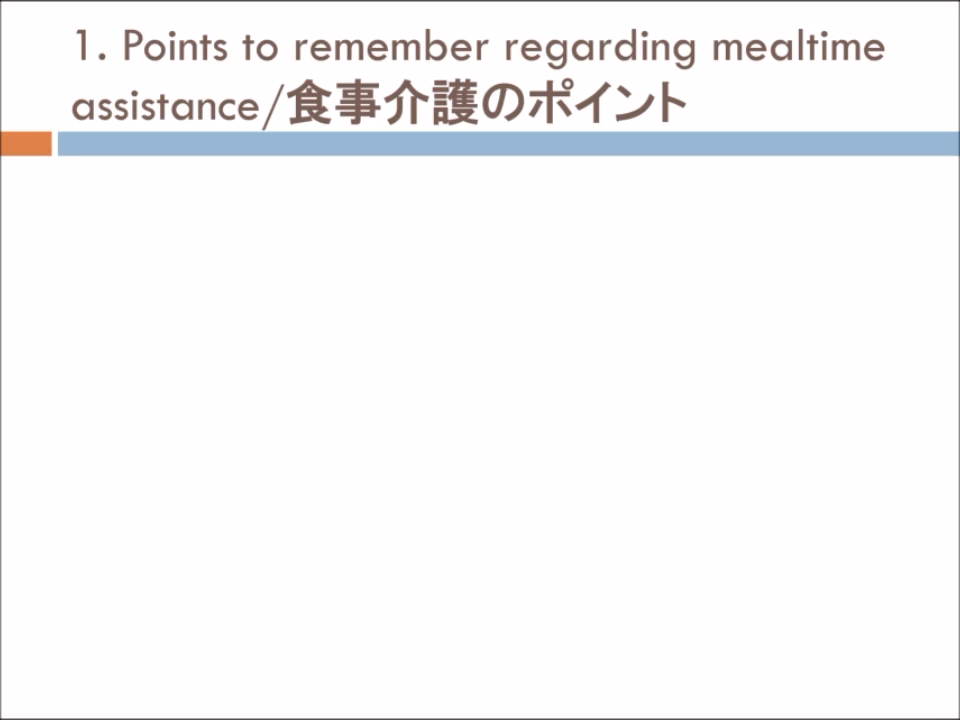 1. Points to remember regarding mealtime
assistance/食事介護のポイント